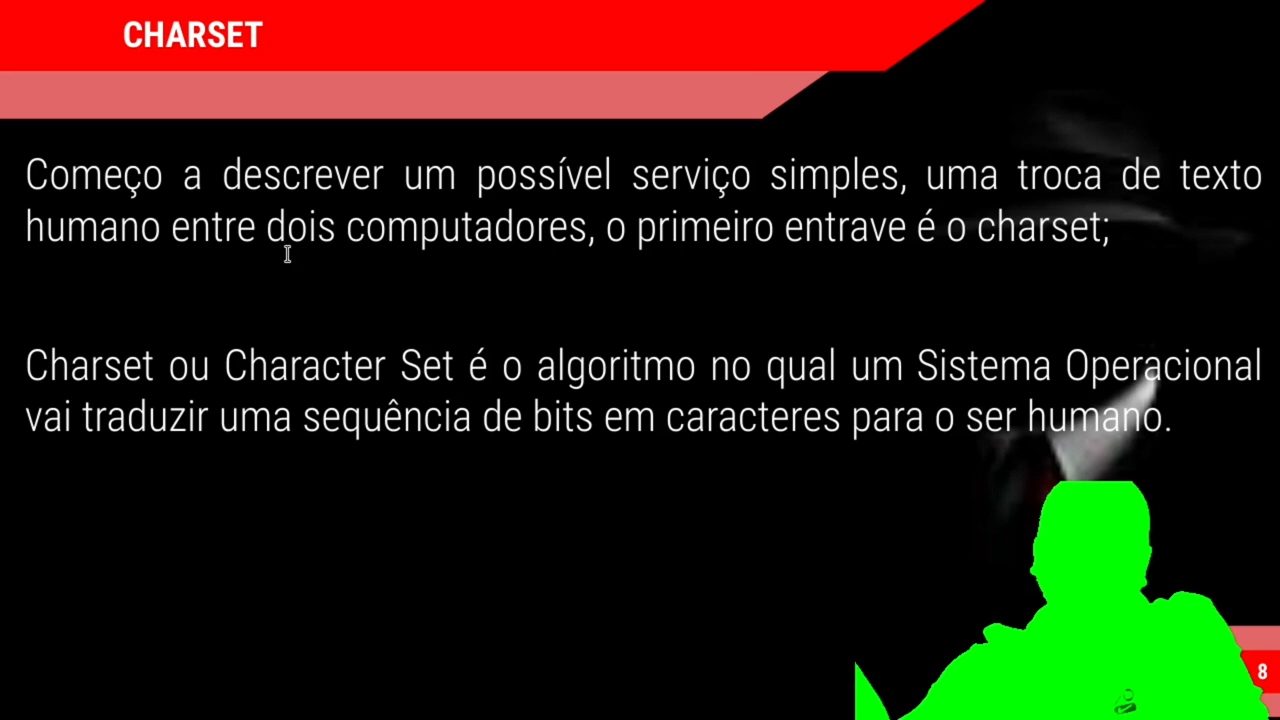 CHARSET
Começo a descrever um possível serviço simples, uma troca de texto
humano entre dois computadores, o primeiro entrave é o charset;
Charset ou Character Set é o algoritmo no qual um Sistema Operacional
vai traduzir uma sequência de bits em caracteres para o ser humano.
8